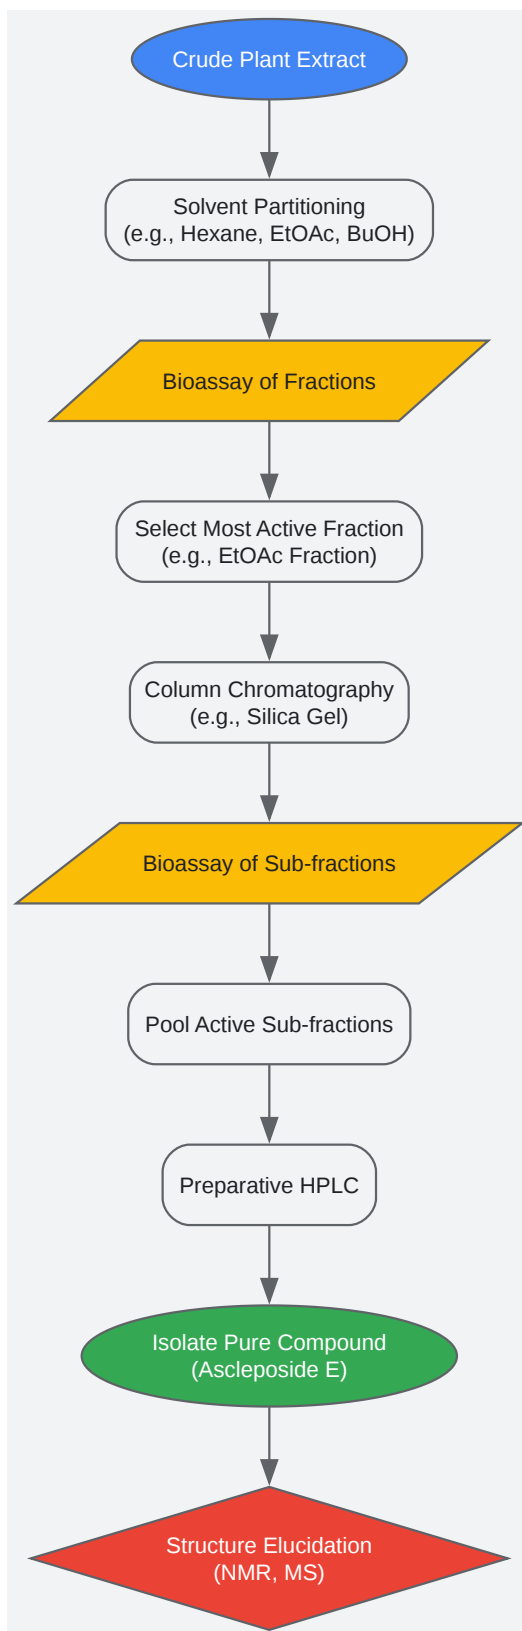 Crude Plant Extract
Solvent Partitioning
(e.g., Hexane, EtOAc, BuOH)
Bioassay of Fractions
Select Most Active Fraction
(e.g., EtOAc Fraction)
Column Chromatography
(e.g., Silica Gel)
Bioassay of Sub-fractions
Pool Active Sub-fractions
Preparative HPLC
Isolate Pure Compound
(Ascleposide E)
Structure Elucidation
(NMR, MS)